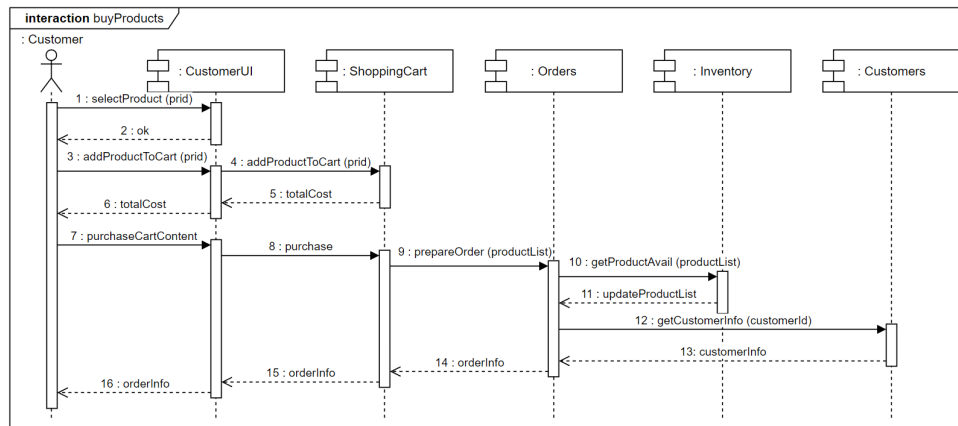 interaction buyProducts
: Customer
: CustomerUI
: ShoppingCart
: Orders
: Inventory
: Customers
1 : selectProduct (prid)
2 : ok
3 : addProductToCart (prid)
4 : addProductToCart (prid)
5 : totalCost
6 : totalCost
7 : purchaseCartContent
8 : purchase
9 : prepareOrder (productList)
10 : getProductAvail (productList)
11 : updateProductList
12 : getCustomerInfo (customerId)
13: customerInfo
14 : orderInfo
15 : orderInfo
16 : orderInfo